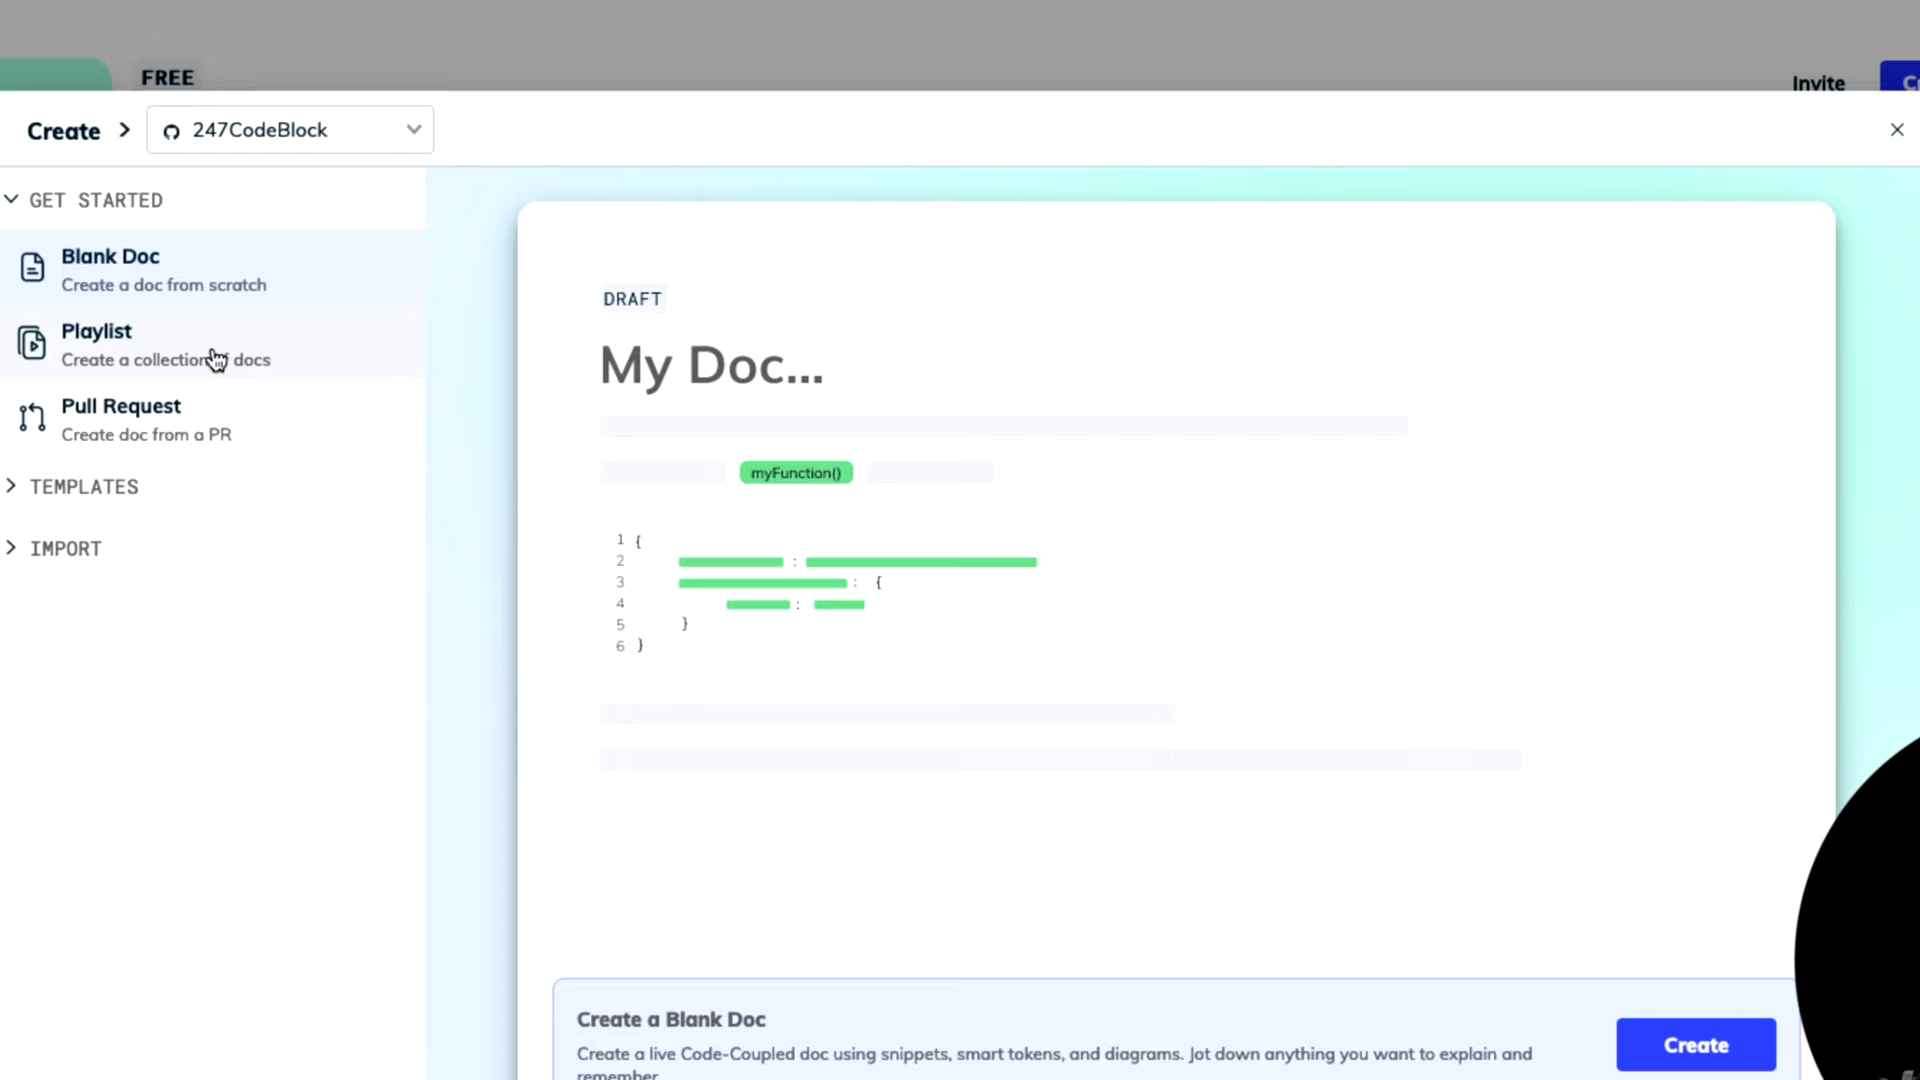 FREE
Invite
Create
247CodeBlock
GET STARTED
Blank Doc
Create a doc from scratch
Playlist
Create a collection docs
Pull Request
Create doc from a PR
TEMPLATES
IMPORT
DRAFT
My Doc...
myFunction()
1 {
2 :
3 : {
4 :
5 }
6 }
Create a Blank Doc
Create a live Code-Coupled doc using snippets, smart tokens, and diagrams. Jot down anything you want to explain and
remember.
Create